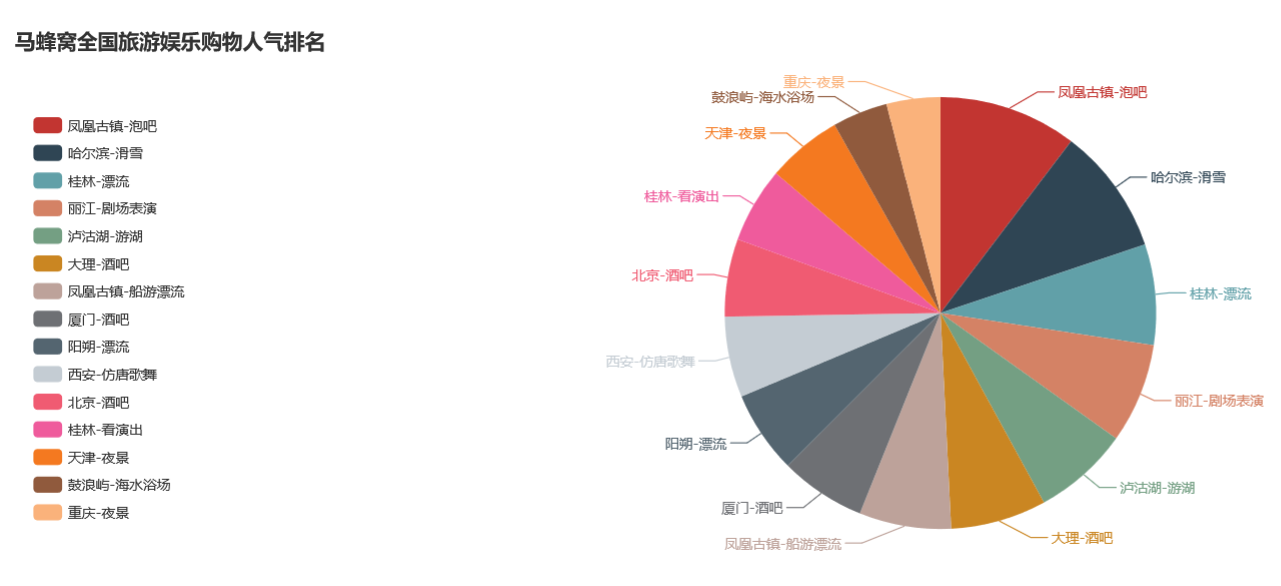 马蜂窝全国旅游娱乐购物人气排名
凤凰古镇-泡吧
哈尔滨-滑雪
桂林-漂流
丽江-剧场表演
泸沽湖-游湖
大理-酒吧
凤凰古镇-船游漂流
厦门-酒吧
阳朔-漂流
西安-仿唐歌舞
北京-酒吧
桂林-看演出
天津-夜景
鼓浪屿-海水浴场
重庆-夜景
重庆-夜景
凤凰古镇-泡吧
鼓浪屿-海水浴场
天津-夜景
哈尔滨-滑雪
桂林-看演出
北京-酒吧
桂林-漂流
西安-仿唐歌舞
丽江-剧场表演
阳朔-漂流
泸沽湖-游湖
厦门-酒吧
大理-酒吧
凤凰古镇-船游漂流